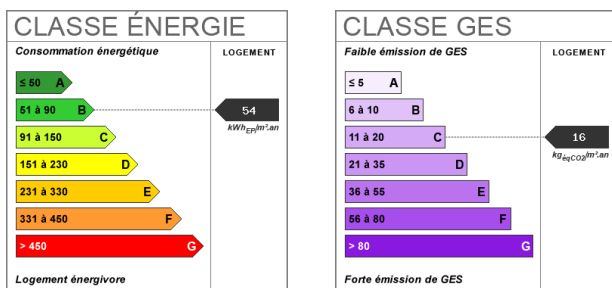 CLASSE ÉNERGIE
Consommation énergétique
LOGEMENT
≤ 50 A
51 à 90 B
54
kWhEP/m².an
91 à 150 C
151 à 230 D
231 à 330 E
331 à 450 F
> 450 G
Logement énergivore
CLASSE GES
Faible émission de GES
LOGEMENT
≤ 5 A
6 à 10 B
11 à 20 C
16
kgéqCO2/m².an
21 à 35 D
36 à 55 E
56 à 80 F
> 80 G
Forte émission de GES